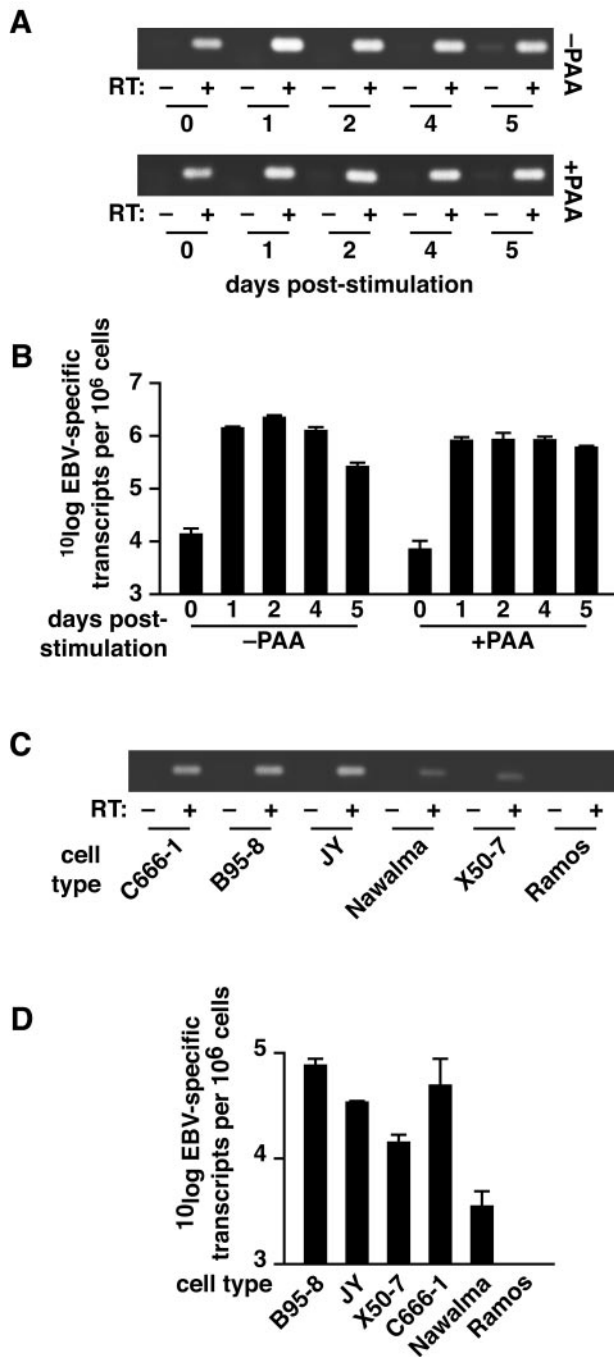 A
–PAA
RT: – + – + – + – + – +
0 1 2 4 5
+PAA
RT: – + – + – + – + – +
0 1 2 4 5
days post-stimulation
B
10log EBV-specific
transcripts per 10⁶ cells
7
6
5
4
3
days post-
stimulation
0 1 2 4 5 0 1 2 4 5
–PAA +PAA
C
RT: – + – + – + – + – + – +
cell
type
C666-1 B95-8 JY Nawalma X50-7 Ramos
D
10log EBV-specific
transcripts per 10⁶ cells
5
4
3
cell type
B95-8 JY X50-7 C666-1 Nawalma Ramos